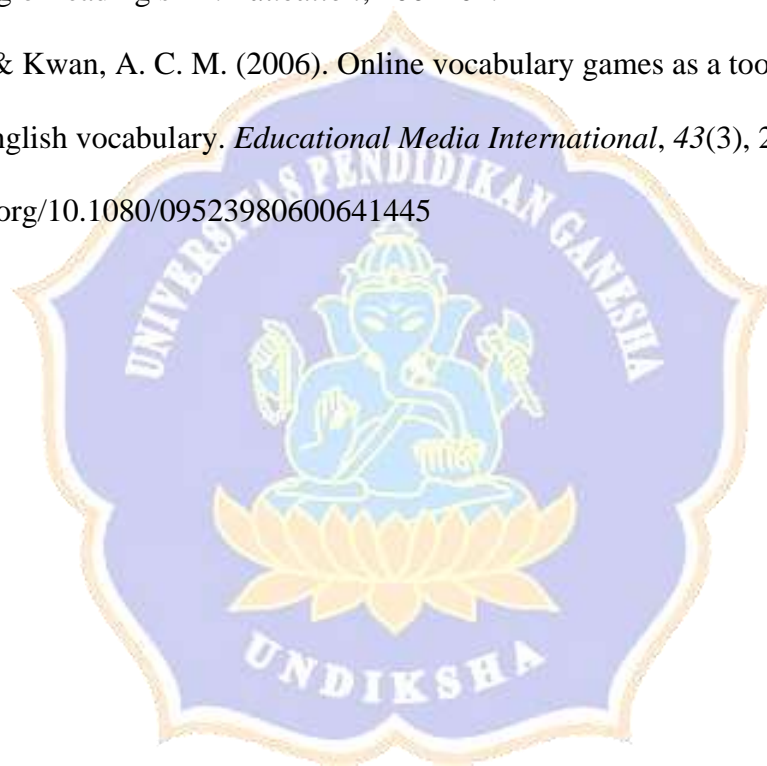 & Kwan, A. C. M. (2006). Online vocabulary games as a too
nglish vocabulary. Educational Media International, 43(3), 2
org/10.1080/09523980600641445
UNIVERSITAS PENDIDIKAN GANESHA
UNDIKSHA